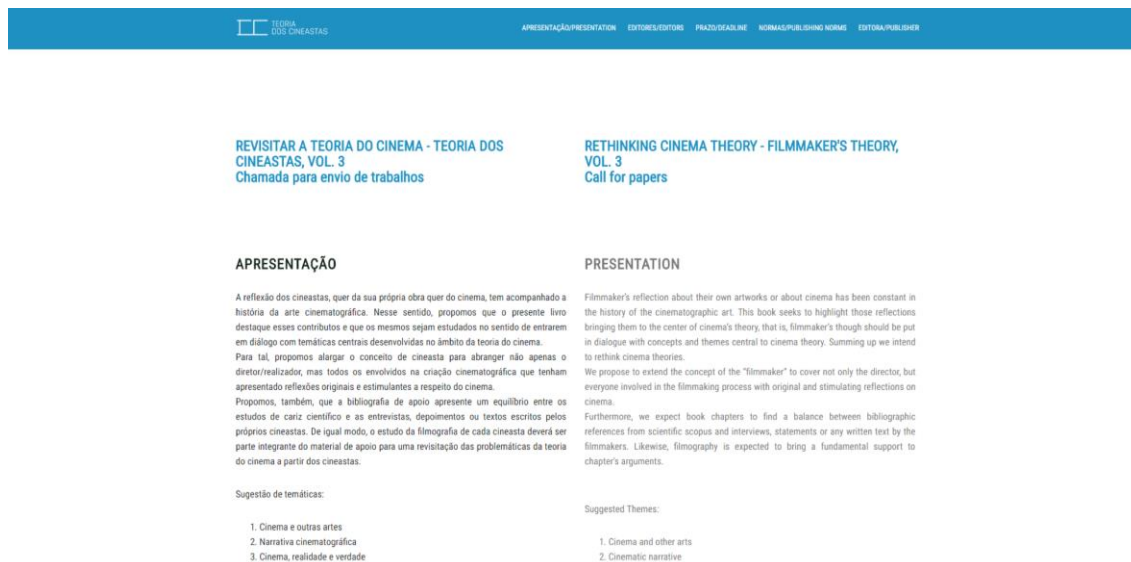 TEORIA
DOS CINEASTAS
APRESENTAÇÃO/PRESENTATION EDITORES/EDITORS PRAZO/DEADLINE NORMAS/PUBLISHING NORMS EDITORA/PUBLISHER
REVISITAR A TEORIA DO CINEMA - TEORIA DOS
CINEASTAS, VOL. 3
Chamada para envio de trabalhos
APRESENTAÇÃO
A reflexão dos cineastas, quer da sua própria obra quer do cinema, tem acompanhado a
história da arte cinematográfica. Nesse sentido, propomos que o presente livro
destaque esses contributos e que os mesmos sejam estudados no sentido de entrarem
em diálogo com temáticas centrais desenvolvidas no âmbito da teoria do cinema.
Para tal, propomos alargar o conceito de cineasta para abranger não apenas o
diretor/realizador, mas todos os envolvidos na criação cinematográfica que tenham
apresentado reflexões originais e estimulantes a respeito do cinema.
Propomos, também, que a bibliografia de apoio apresente um equilíbrio entre os
estudos de cariz científico e as entrevistas, depoimentos ou textos escritos pelos
próprios cineastas. De igual modo, o estudo da filmografia de cada cineasta deverá ser
parte integrante do material de apoio para uma revisitação das problemáticas da teoria
do cinema a partir dos cineastas.
Sugestão de temáticas:
1. Cinema e outras artes
2. Narrativa cinematográfica
3. Cinema, realidade e verdade
RETHINKING CINEMA THEORY - FILMMAKER'S THEORY,
VOL. 3
Call for papers
PRESENTATION
Filmmaker's reflection about their own artworks or about cinema has been constant in
the history of the cinematographic art. This book seeks to highlight those reflections
bringing them to the center of cinema's theory, that is, filmmaker's though should be put
in dialogue with concepts and themes central to cinema theory. Summing up we intend
to rethink cinema theories.
We propose to extend the concept of the "filmmaker" to cover not only the director, but
everyone involved in the filmmaking process with original and stimulating reflections on
cinema.
Furthermore, we expect book chapters to find a balance between bibliographic
references from scientific scopus and interviews, statements or any written text by the
filmmakers. Likewise, filmography is expected to bring a fundamental support to
chapter's arguments.
Suggested Themes:
1. Cinema and other arts
2. Cinematic narrative